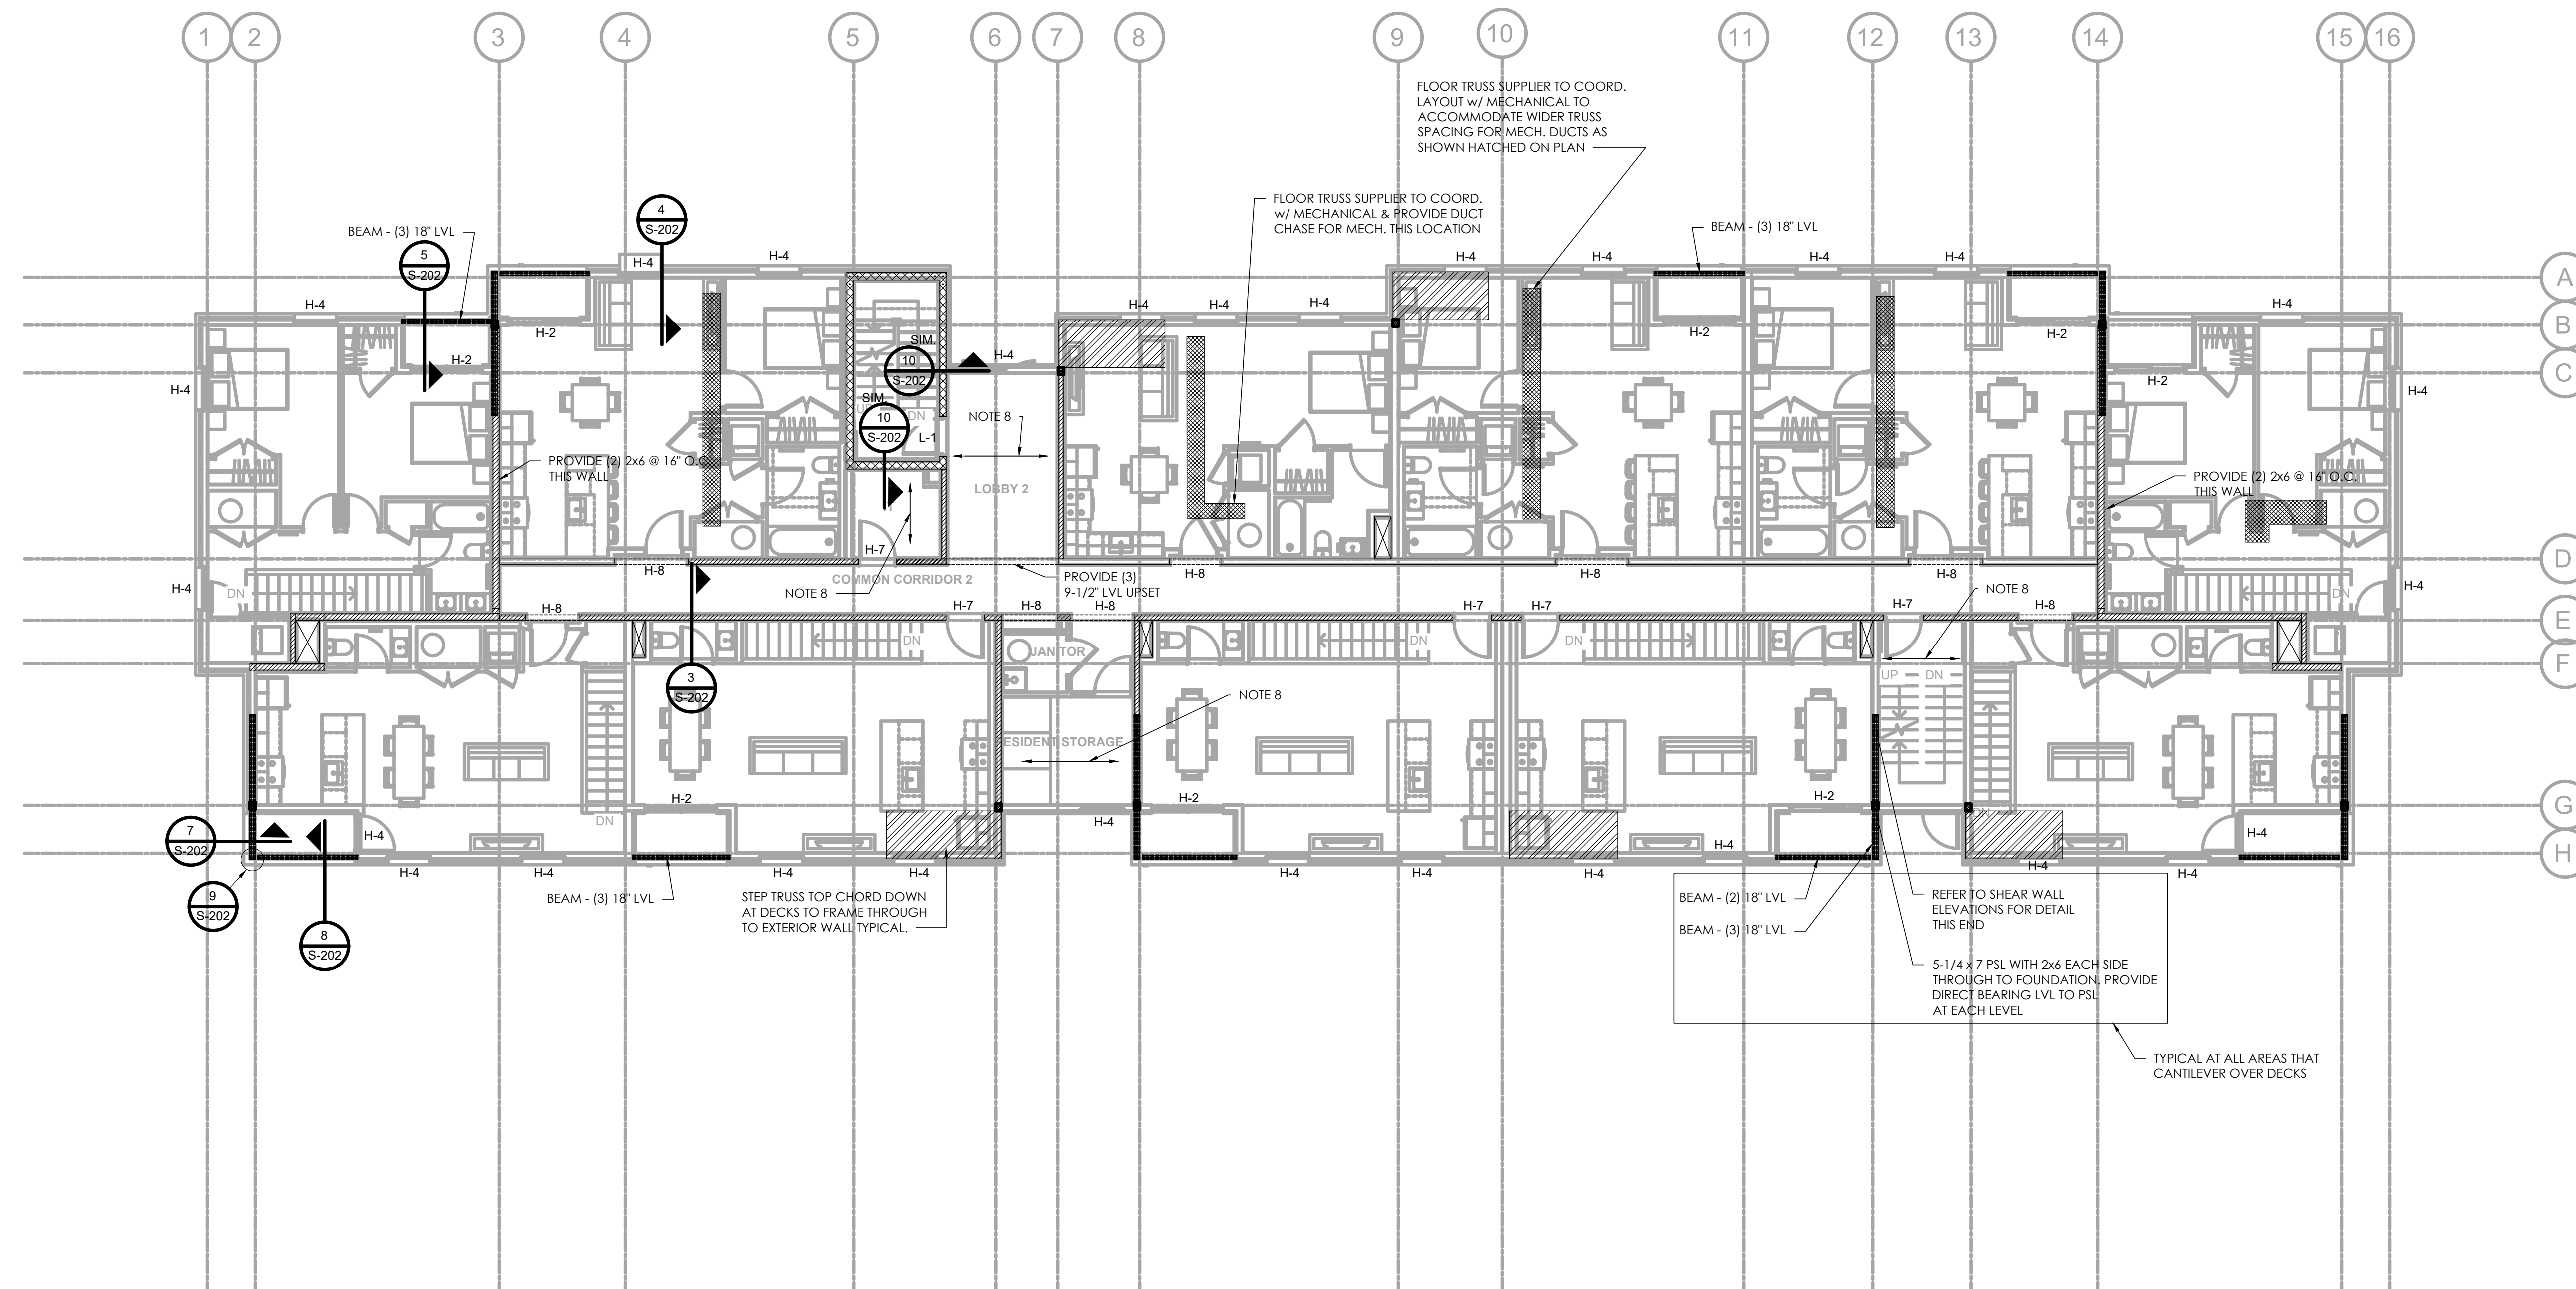 1 2 3 4 5 6 7 8 9 10 11 12 13 14 15 16
FLOOR TRUSS SUPPLIER TO COORD.
LAYOUT w/ MECHANICAL TO
ACCOMMODATE WIDER TRUSS
SPACING FOR MECH. DUCTS AS
SHOWN HATCHED ON PLAN
FLOOR TRUSS SUPPLIER TO COORD.
w/ MECHANICAL & PROVIDE DUCT
CHASE FOR MECH. THIS LOCATION
4
S-202
BEAM - (3) 18" LVL
BEAM - (3) 18" LVL
5
S-202
H-4 H-4 H-4 H-4 H-4 H-4
A
H-4 H-4 H-4 H-4 H-4
B
H-2 H-2 H-2 H-2 H-2
SIM.
10
S-202
H-4
C
H-4 H-4
SIM.
10
S-202
UP DN
L-1
NOTE 8
PROVIDE (2) 2x6 @ 16" O.C.
THIS WALL
LOBBY 2
PROVIDE (2) 2x6 @ 16" O.C.
THIS WALL
H-7
D
H-8 H-8 H-8 H-8
COMMON CORRIDOR 2
PROVIDE (3)
9-1/2" LVL UPSET
NOTE 8
NOTE 8
H-4 DN
DN H-4
H-8 H-7 H-8 H-8 H-7 H-7 H-7 H-8
E
DN DN DN
JANITOR
F
3
S-202
UP DN
NOTE 8
ESIDENT STORAGE
H-2 H-2 H-2
G
DN
DN
H-4
7
S-202
H-4 H-4 H-4
H
H-4 H-4 H-4 H-4 H-4 H-4 H-4 H-4 H-4
9
S-202
8
S-202
BEAM - (3) 18" LVL
STEP TRUSS TOP CHORD DOWN
AT DECKS TO FRAME THROUGH
TO EXTERIOR WALL TYPICAL.
BEAM - (2) 18" LVL
BEAM - (3) 18" LVL
REFER TO SHEAR WALL
ELEVATIONS FOR DETAIL
THIS END
5-1/4 x 7 PSL WITH 2x6 EACH SIDE
THROUGH TO FOUNDATION. PROVIDE
DIRECT BEARING LVL TO PSL
AT EACH LEVEL
TYPICAL AT ALL AREAS THAT
CANTILEVER OVER DECKS